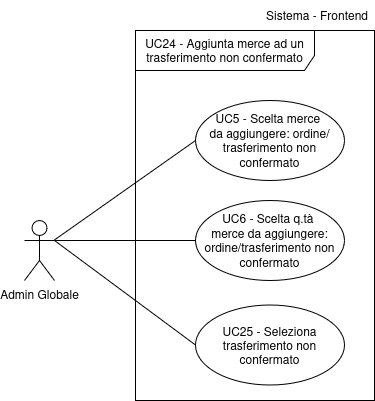 Sistema - Frontend
UC24 - Aggiunta merce ad un
trasferimento non confermato
UC5 - Scelta merce
da aggiungere: ordine/
trasferimento non
confermato
UC6 - Scelta q.tà
merce da aggiungere:
ordine/trasferimento non
confermato
Admin Globale
UC25 - Seleziona
trasferimento non
confermato